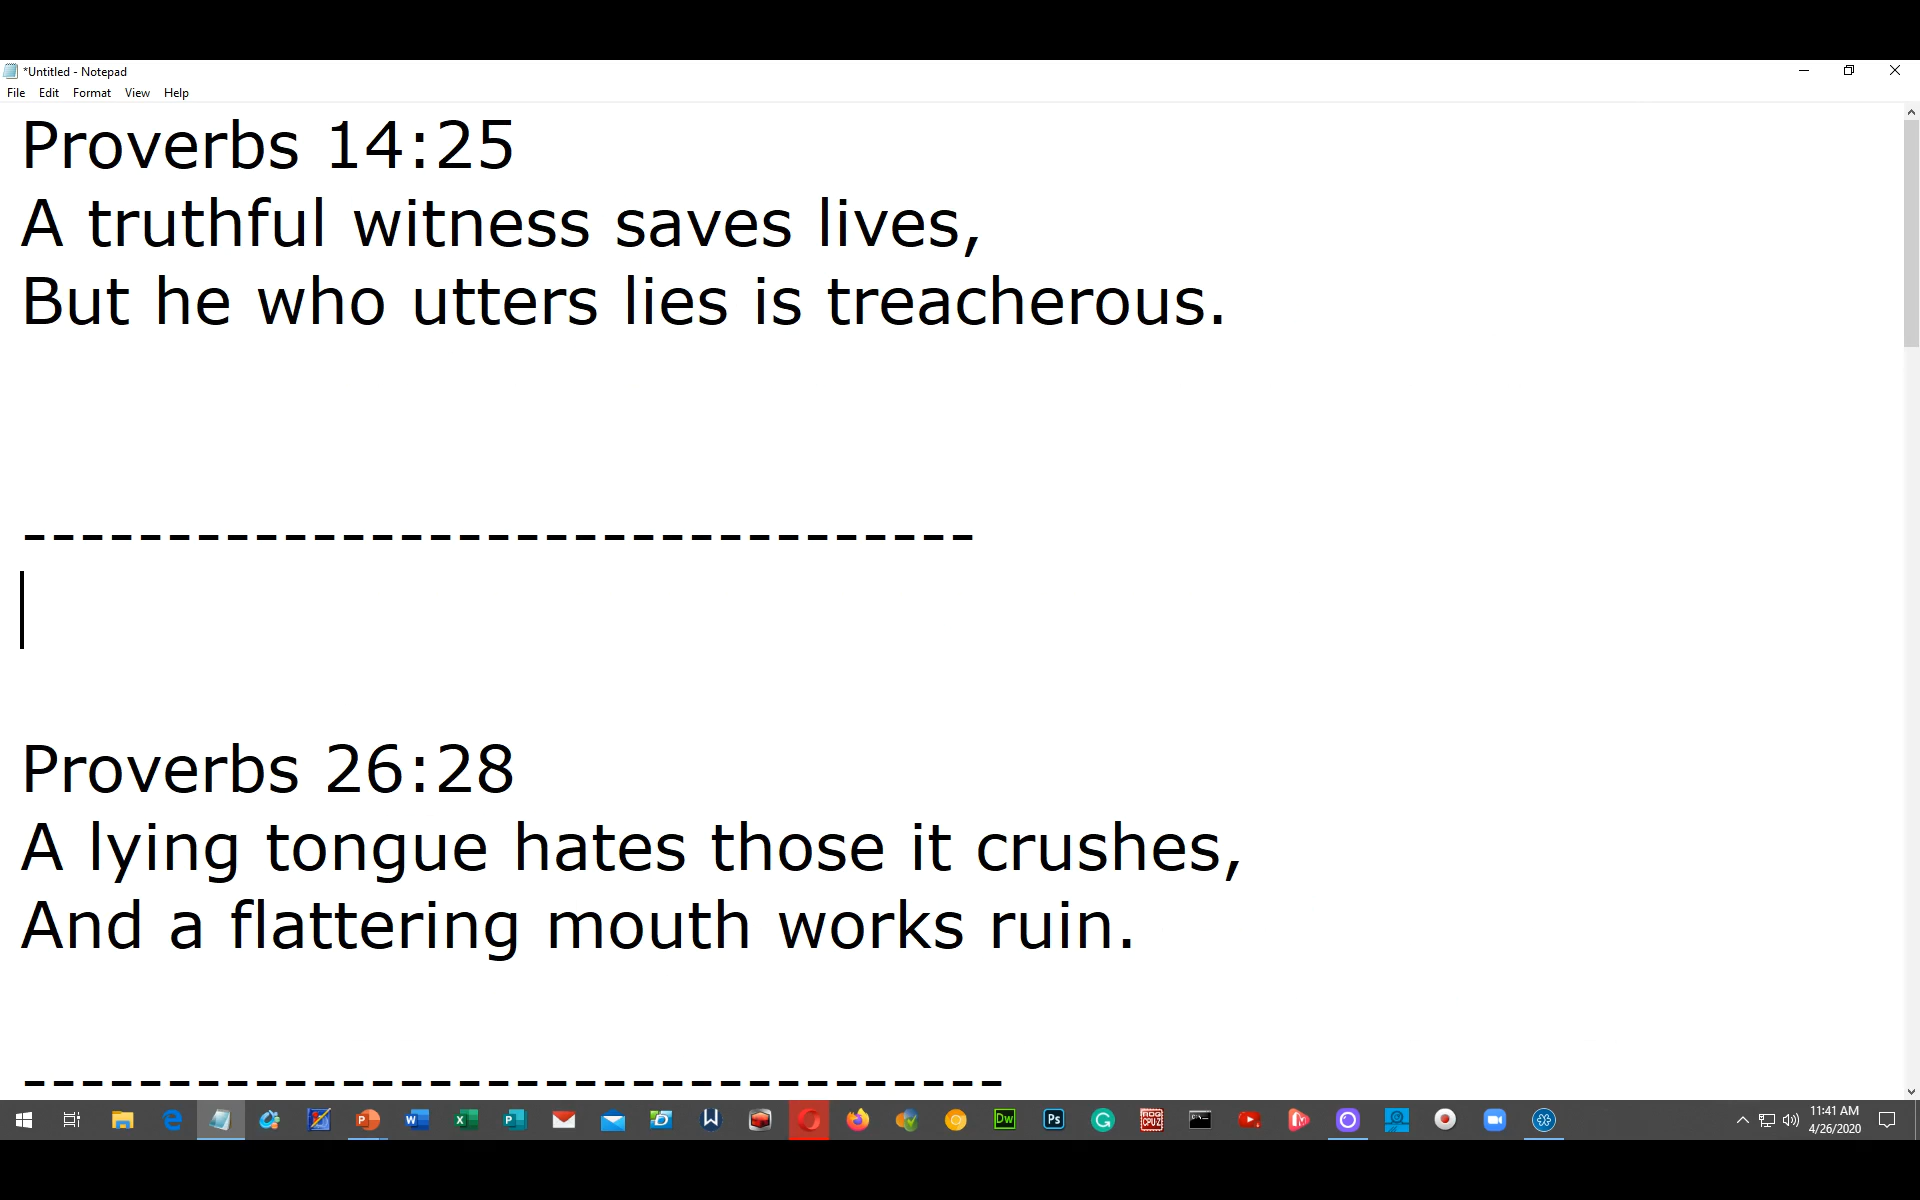 *Untitled - Notepad
File Edit Format View Help
Proverbs 14:25
A truthful witness saves lives,
But he who utters lies is treacherous.
---------------------------------
Proverbs 26:28
A lying tongue hates those it crushes,
And a flattering mouth works ruin.
----------------------------------
11:41 AM
4/26/2020